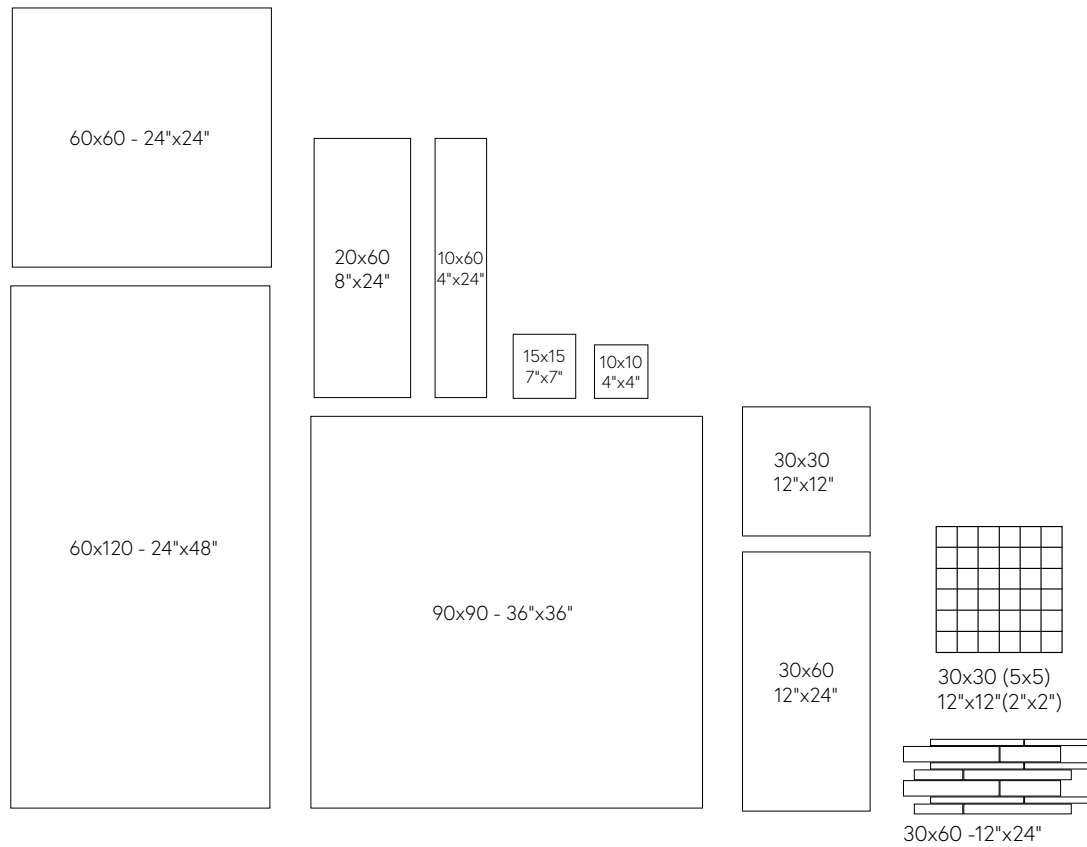 60x60 - 24"x24"
20x60
8"x24"
10x60
4"x24"
15x15
7"x7"
10x10
4"x4"
60x120 - 24"x48"
90x90 - 36"x36"
30x30
12"x12"
30x60
12"x24"
30x30 (5x5)
12"x12"(2"x2")
30x60 -12"x24"